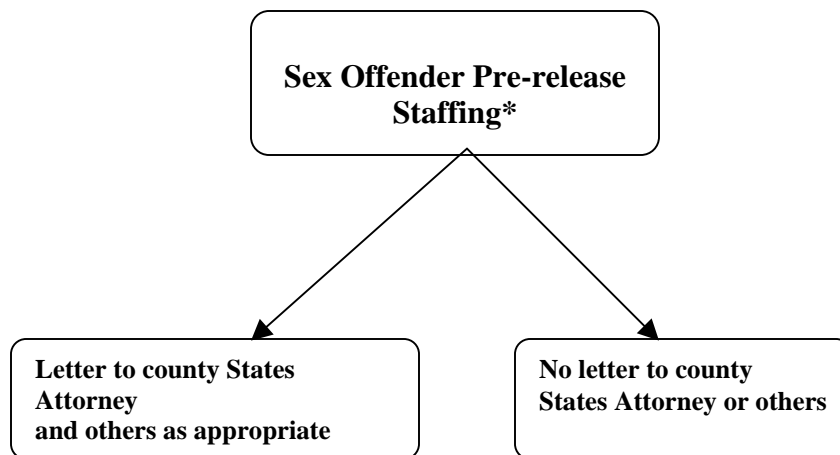 Sex Offender Pre-release
Staffing*
Letter to county States
Attorney
and others as appropriate
No letter to county
States Attorney or others